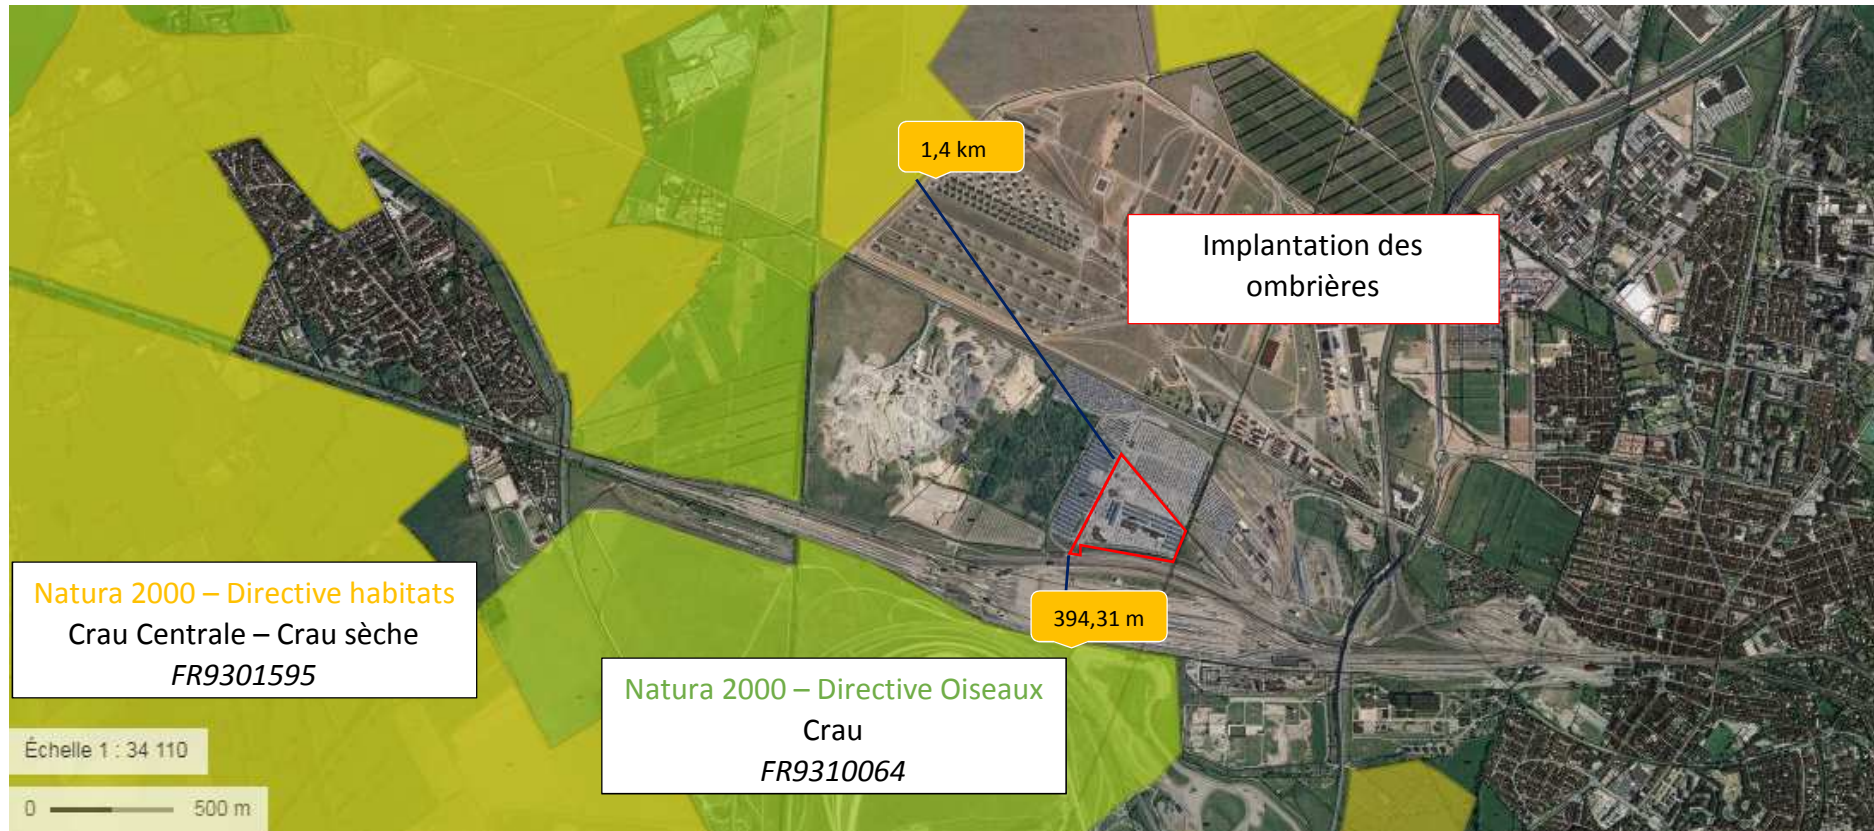 1,4 km
Implantation des
ombrières
394,31 m
Natura 2000 – Directive habitats
Crau Centrale – Crau sèche
FR9301595
Natura 2000 – Directive Oiseaux
Crau
FR9310064
Échelle 1 : 34 110
0 500 m